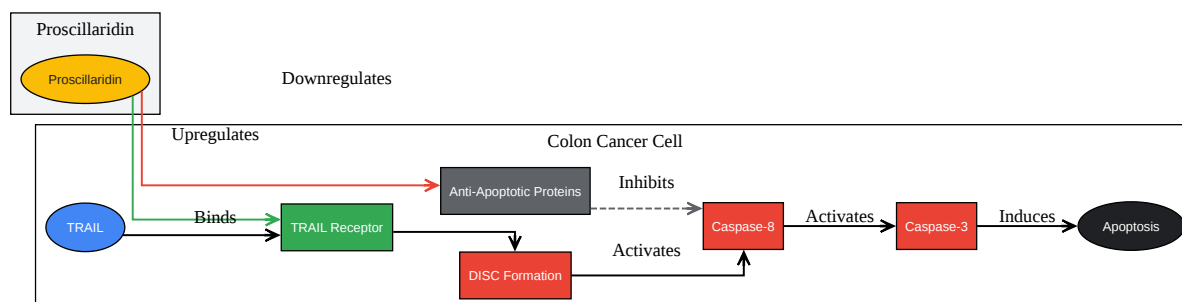 Proscillaridin
Proscillaridin
Downregulates
Upregulates
Colon Cancer Cell
Anti-Apoptotic Proteins
Inhibits
TRAIL
Binds
TRAIL Receptor
Caspase-8
Activates
Caspase-3
Induces
Apoptosis
DISC Formation
Activates